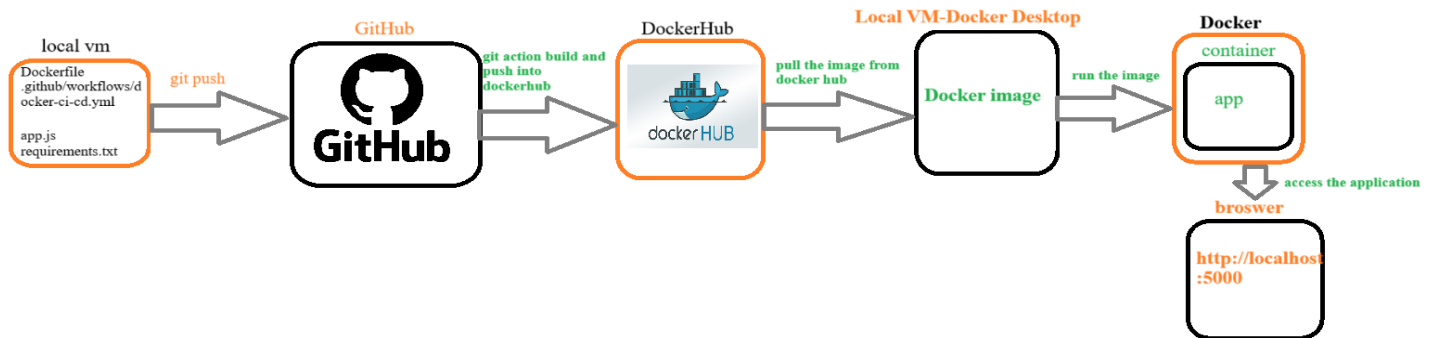 local vm
Dockerfile
.github/workflows/d
ocker-ci-cd.yml
app.js
requirements.txt
git push
GitHub
GitHub
git action build and
push into
dockerhub
DockerHub
docker HUB
pull the image from
docker hub
Local VM-Docker Desktop
Docker image
run the image
Docker
container
app
access the application
broswer
http://localhost
:5000